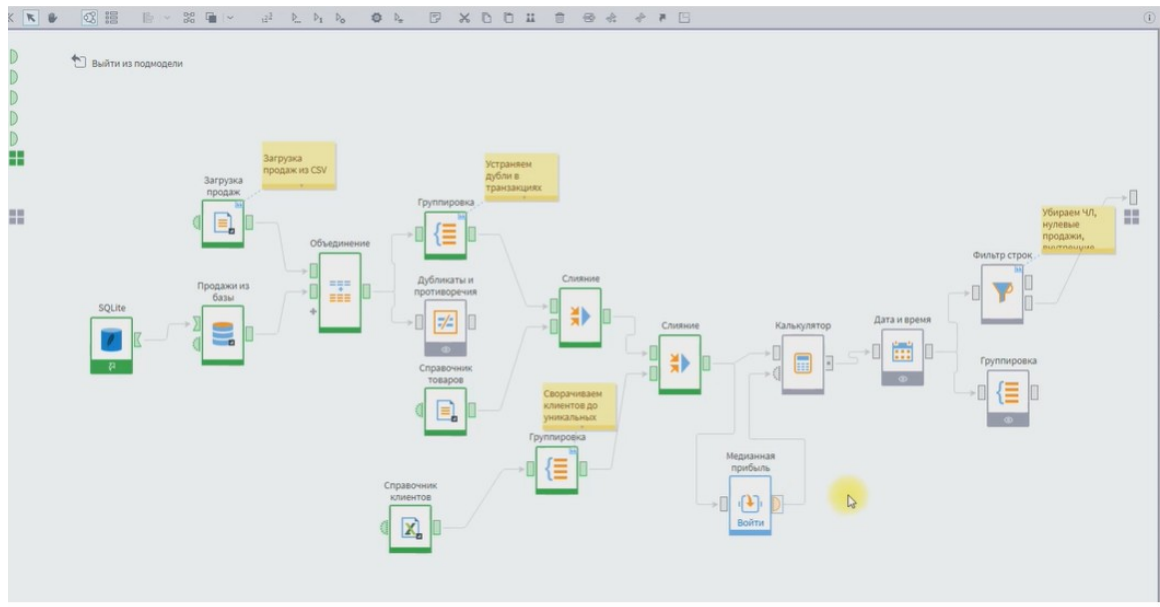 Выйти из подмодели
Загрузка
продаж из CSV
Загрузка
продаж
Устраняем
дубли в
транзакциях
Группировка
Объединение
Убираем ЧЛ,
нулевые
продажи,
внутренние
Фильтр строк
Продажи из
базы
Дубликаты и
противоречия
Слияние
SQLite
Слияние
Калькулятор
Дата и время
Группировка
Справочник
товаров
Сворачиваем
клиентов до
уникальных
Группировка
Медианная
прибыль
Войти
Справочник
клиентов